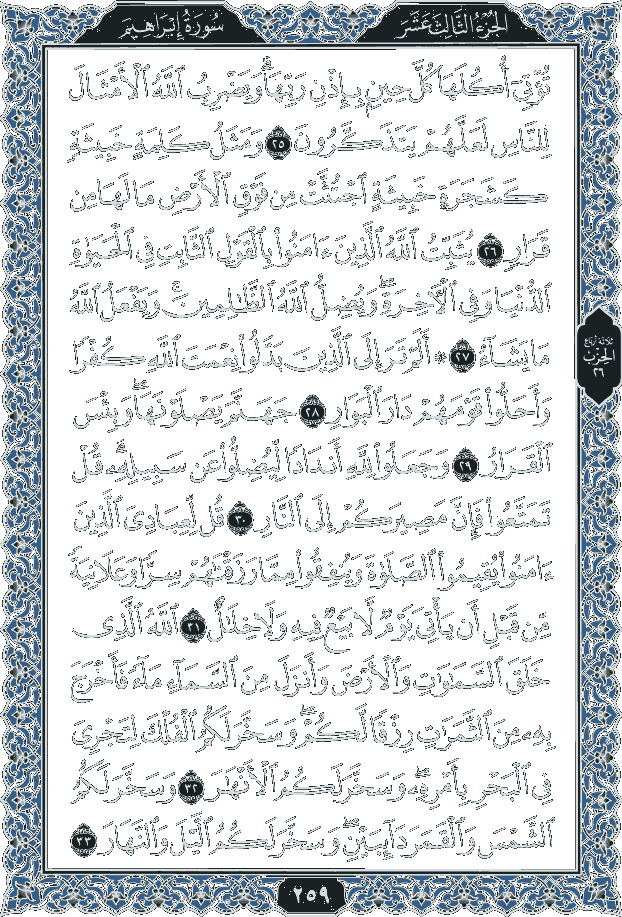 الجزء الثالث عشر
سورة إبراهيم
تُؤْتِىٓ أُكُلَهَا كُلَّ حِينٍۭ بِإِذْنِ رَبِّهَاۗ وَيَضْرِبُ ٱللَّهُ ٱلْأَمْثَالَ
لِلنَّاسِ لَعَلَّهُمْ يَتَذَكَّرُونَ ٢٥ وَمَثَلُ كَلِمَةٍ خَبِيثَةٍ
كَشَجَرَةٍ خَبِيثَةٍ ٱجْتُثَّتْ مِن فَوْقِ ٱلْأَرْضِ مَا لَهَا مِن
قَرَارٍ ٢٦ يُثَبِّتُ ٱللَّهُ ٱلَّذِينَ ءَامَنُوا۟ بِٱلْقَوْلِ ٱلثَّابِتِ فِى ٱلْحَيَوٰةِ
ٱلدُّنْيَا وَفِى ٱلْءَاخِرَةِۖ وَيُضِلُّ ٱللَّهُ ٱلظَّٰلِمِينَۚ وَيَفْعَلُ ٱللَّهُ
مَا يَشَآءُ ٢٧ ۞ أَلَمْ تَرَ إِلَى ٱلَّذِينَ بَدَّلُوا۟ نِعْمَتَ ٱللَّهِ كُفْرًا
وَأَحَلُّوا۟ قَوْمَهُمْ دَارَ ٱلْبَوَارِ ٢٨ جَهَنَّمَ يَصْلَوْنَهَاۖ وَبِئْسَ
ٱلْقَرَارُ ٢٩ وَجَعَلُوا۟ لِلَّهِ أَندَادًا لِّيُضِلُّوا۟ عَن سَبِيلِهِۦۗ قُلْ
تَمَتَّعُوا۟ فَإِنَّ مَصِيرَكُمْ إِلَى ٱلنَّارِ ٣٠ قُل لِّعِبَادِىَ ٱلَّذِينَ
ءَامَنُوا۟ يُقِيمُوا۟ ٱلصَّلَوٰةَ وَيُنفِقُوا۟ مِمَّا رَزَقْنَٰهُمْ سِرًّا وَعَلَانِيَةً
مِّن قَبْلِ أَن يَأْتِىَ يَوْمٌ لَّا بَيْعٌ فِيهِ وَلَا خِلَٰلٌ ٣١ ٱللَّهُ ٱلَّذِى
خَلَقَ ٱلسَّمَٰوَٰتِ وَٱلْأَرْضَ وَأَنزَلَ مِنَ ٱلسَّمَآءِ مَآءً فَأَخْرَجَ
بِهِۦ مِنَ ٱلثَّمَرَٰتِ رِزْقًا لَّكُمْۖ وَسَخَّرَ لَكُمُ ٱلْفُلْكَ لِتَجْرِىَ
فِى ٱلْبَحْرِ بِأَمْرِهِۦۖ وَسَخَّرَ لَكُمُ ٱلْأَنْهَٰرَ ٣٢ وَسَخَّرَ لَكُمُ
ٱلشَّمْسَ وَٱلْقَمَرَ دَآئِبَيْنِۖ وَسَخَّرَ لَكُمُ ٱلَّيْلَ وَٱلنَّهَارَ ٣٣
ثلاثة أرباع
الحزب
٢٦
٢٥٩